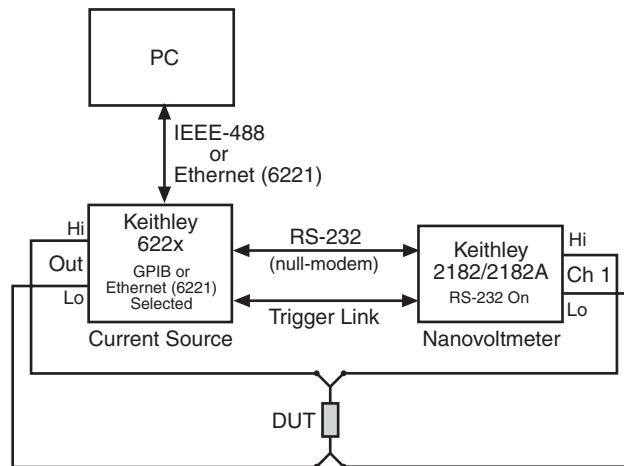 PC
IEEE-488
or
Ethernet (6221)
Hi
Out
Lo
Keithley
622x
GPIB or
Ethernet (6221)
Selected
Current Source
RS-232
(null-modem)
Trigger Link
Keithley
2182/2182A
RS-232 On
Nanovoltmeter
Hi
Ch 1
Lo
DUT